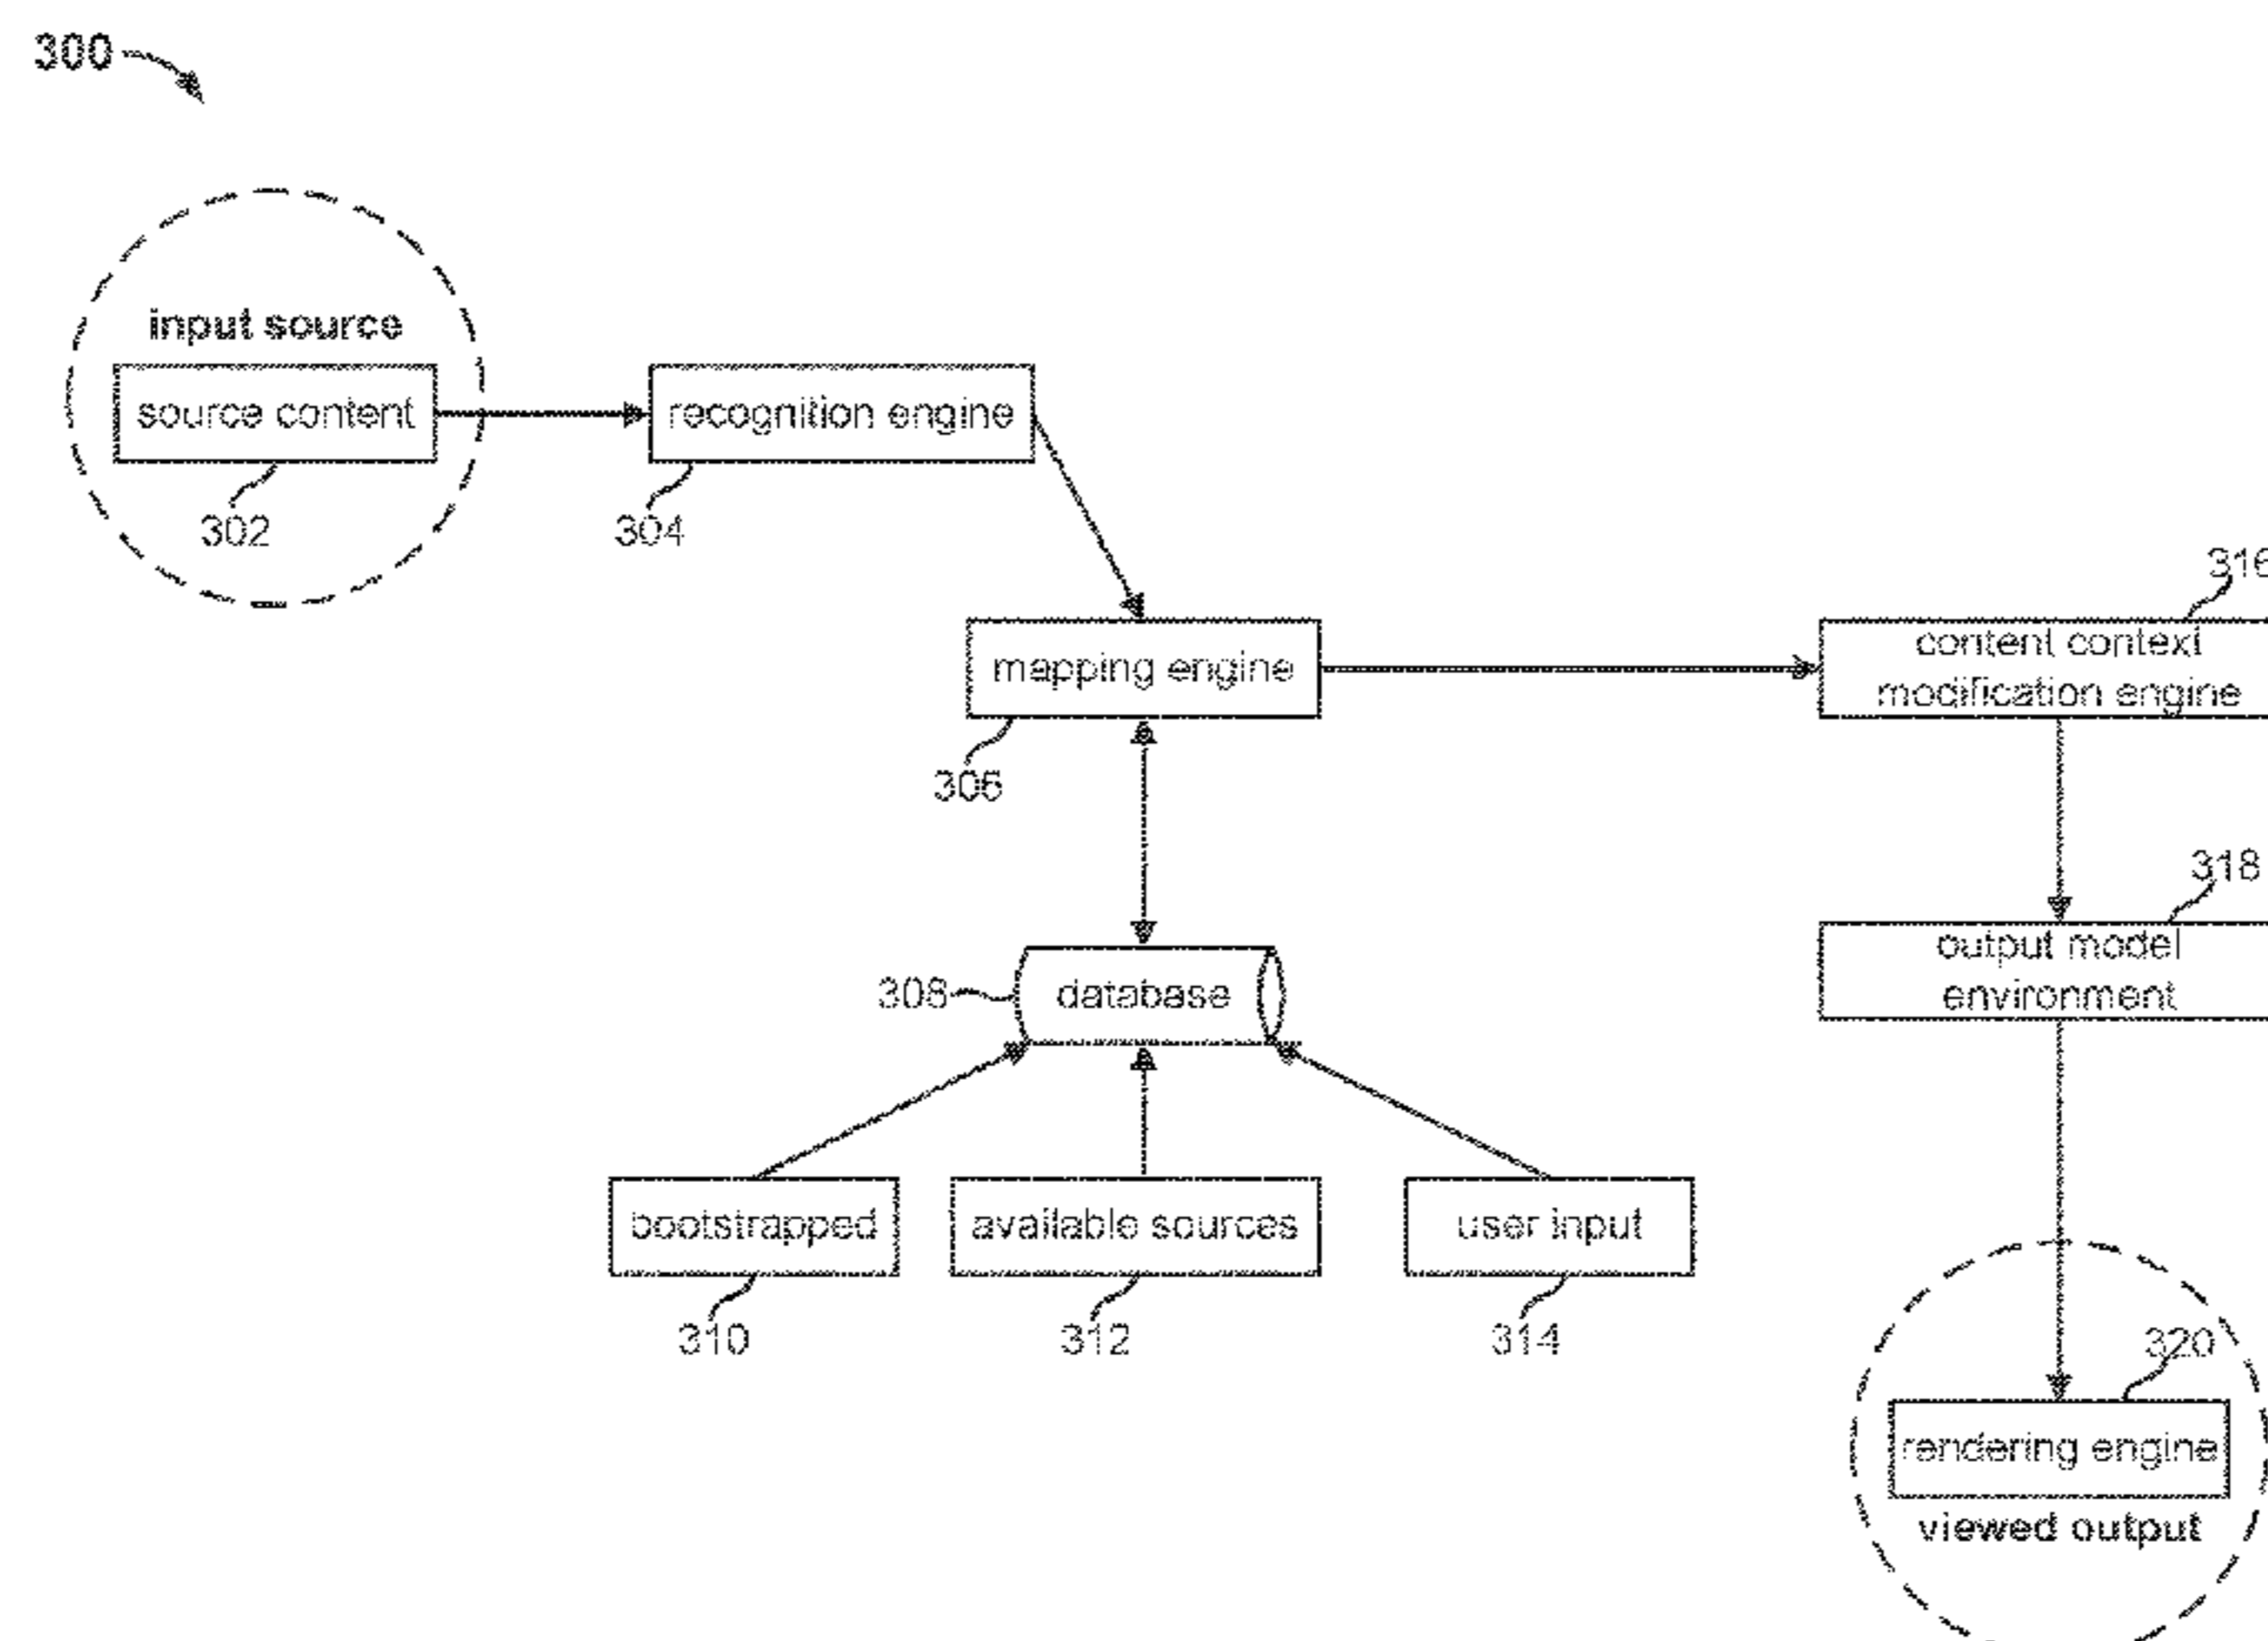 300
input source
source content
302
recognition engine
304
mapping engine
306
316
content context
modification engine
318
output model
environment
308
database
bootstrapped
available sources
user input
310
312
314
320
rendering engine
viewed output